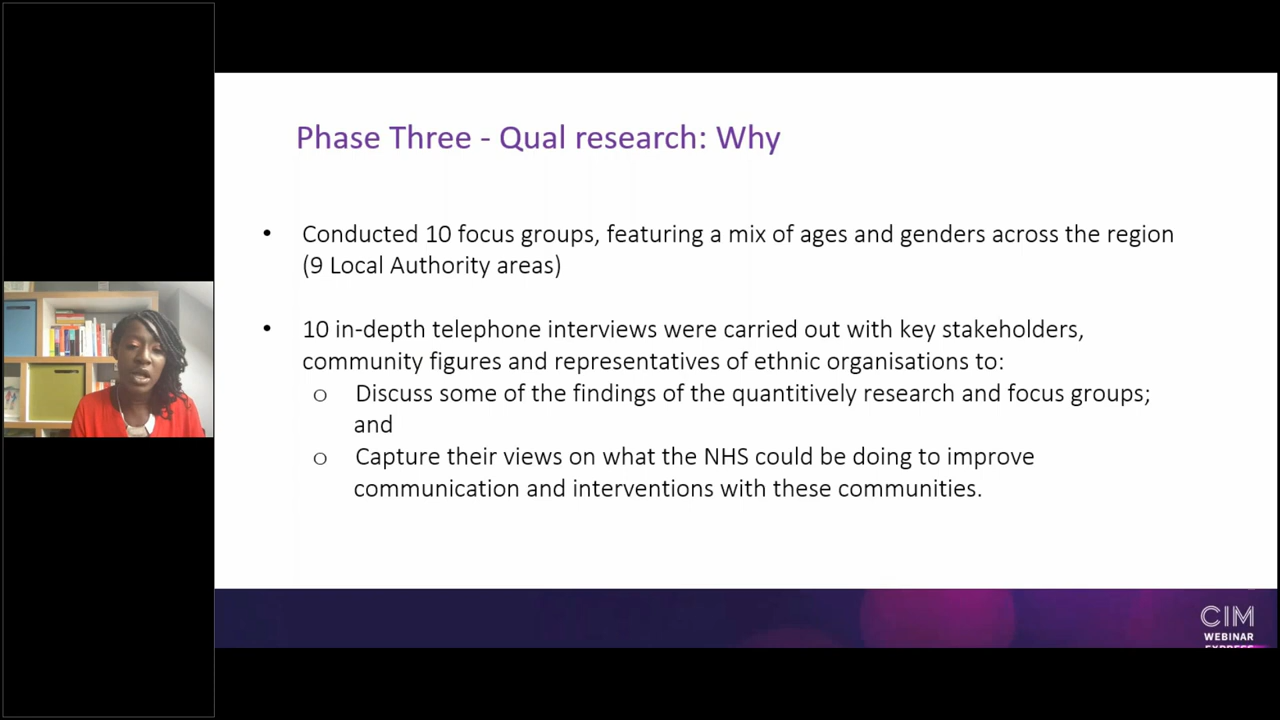 Phase Three - Qual research: Why
• Conducted 10 focus groups, featuring a mix of ages and genders across the region
(9 Local Authority areas)
• 10 in-depth telephone interviews were carried out with key stakeholders,
community figures and representatives of ethnic organisations to:
o Discuss some of the findings of the quantitively research and focus groups;
and
o Capture their views on what the NHS could be doing to improve
communication and interventions with these communities.
CIM
WEBINAR
EXPRESS